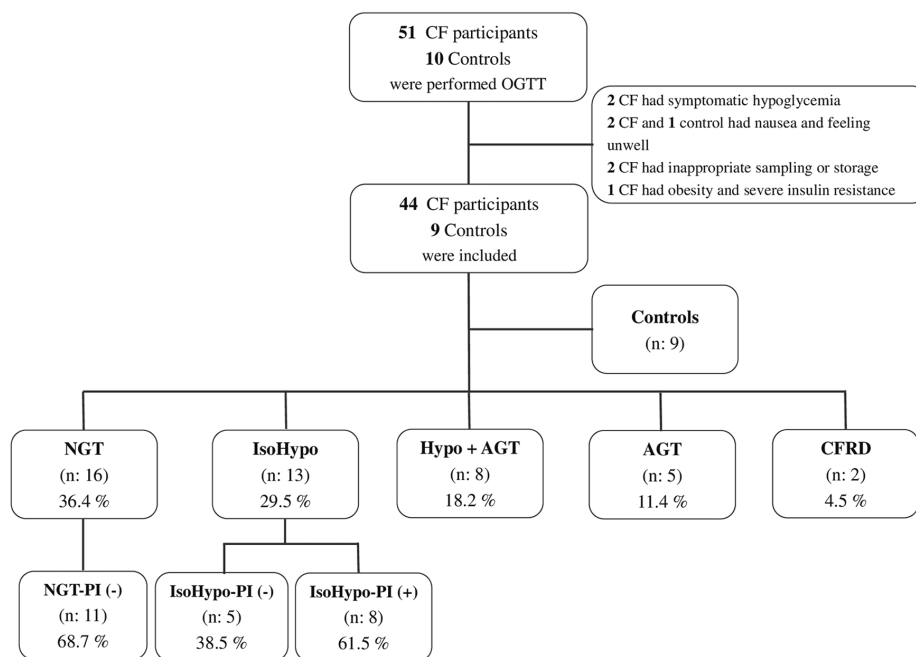 51 CF participants
10 Controls
were performed OGTT
2 CF had symptomatic hypoglycemia
2 CF and 1 control had nausea and feeling
unwell
2 CF had inappropriate sampling or storage
1 CF had obesity and severe insulin resistance
44 CF participants
9 Controls
were included
Controls
(n: 9)
NGT
(n: 16)
36.4 %
IsoHypo
(n: 13)
29.5 %
Hypo + AGT
(n: 8)
18.2 %
AGT
(n: 5)
11.4 %
CFRD
(n: 2)
4.5 %
NGT-PI (-)
(n: 11)
68.7 %
IsoHypo-PI (-)
(n: 5)
38.5 %
IsoHypo-PI (+)
(n: 8)
61.5 %